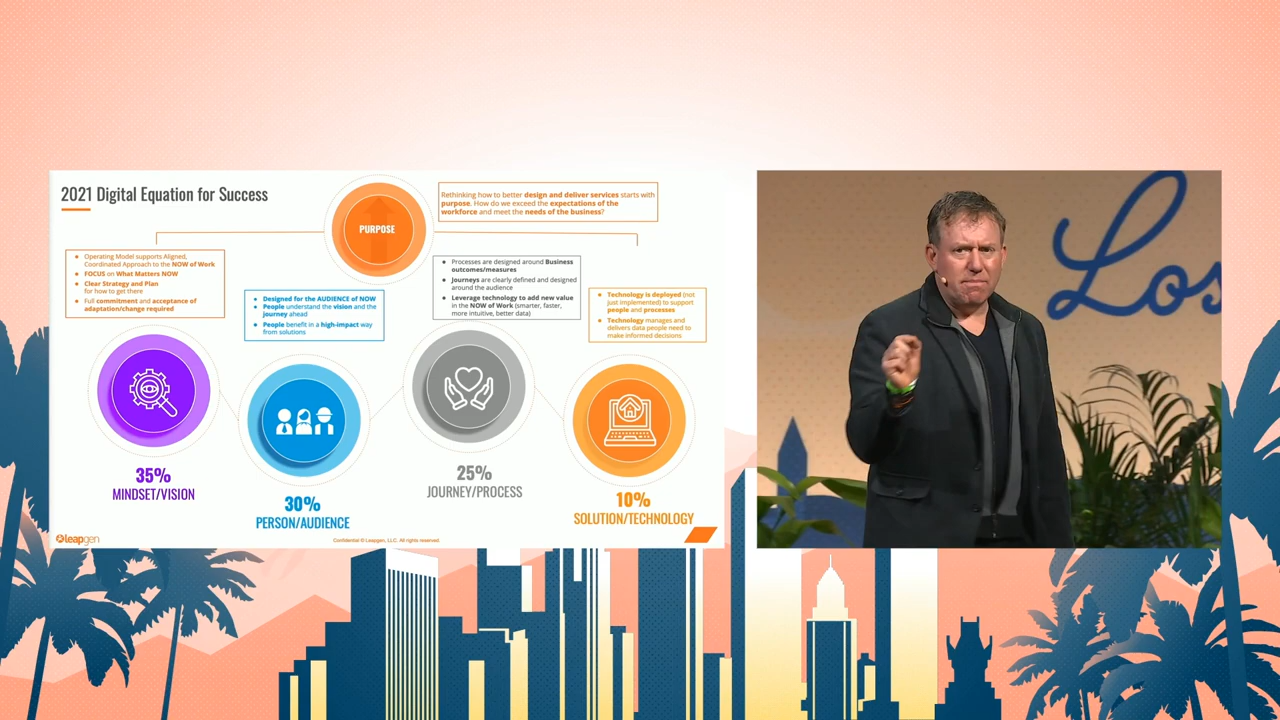 2021 Digital Equation for Success
PURPOSE
Rethinking how to better design and deliver services starts with
purpose. How do we exceed the expectations of the
workforce and meet the needs of the business?
Operating Model supports Aligned,
Coordinated Approach to the NOW of Work
FOCUS on What Matters NOW
Clear Strategy and Plan
for how to get there
Full commitment and acceptance of
adaptation/change required
Designed for the AUDIENCE OF NOW
People understand the vision and the
journey ahead
People benefit in a high-impact way
from solutions
Processes are designed around Business
outcomes/measures
Journeys are clearly defined and designed
around the audience
Leverage technology to add new value
in the NOW of Work (smarter, faster,
more intuitive, better data)
Technology is deployed (not
just implemented) to support
people and processes
Technology manages and
delivers data people need to
make informed decisions
35%
MINDSET/VISION
30%
PERSON/AUDIENCE
25%
JOURNEY/PROCESS
10%
SOLUTION/TECHNOLOGY
leapgen
Confidential © Leapgen, LLC. All rights reserved.
Los